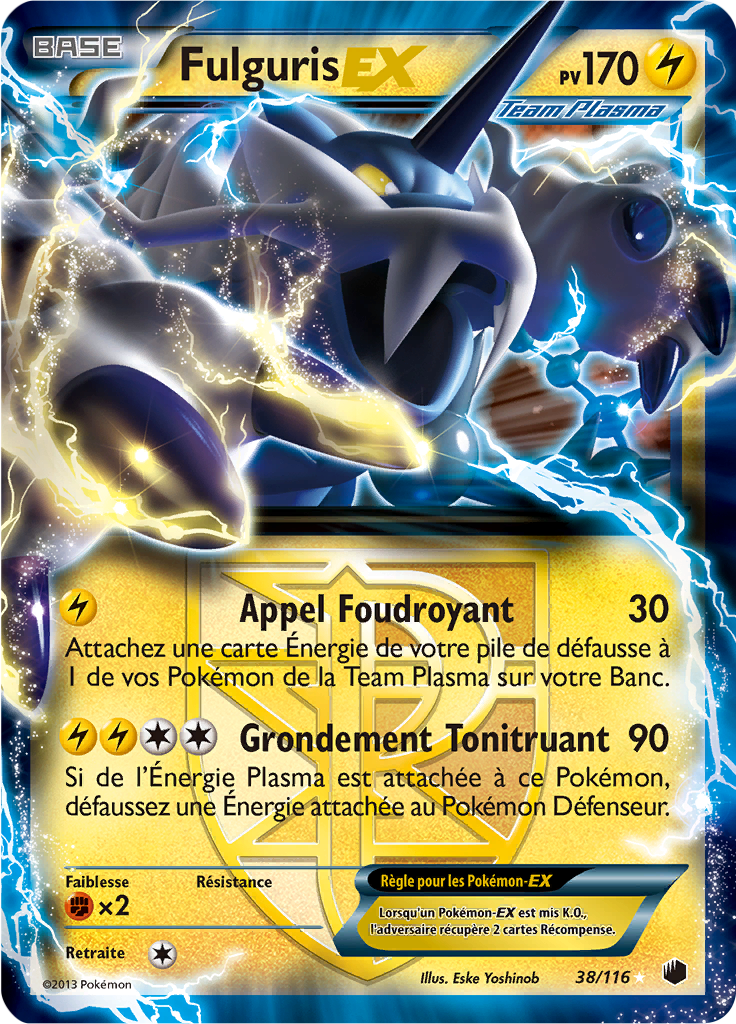 BASE
Fulguris EX
PV 170
Team Plasma
Appel Foudroyant 30
Attachez une carte Énergie de votre pile de défausse à
1 de vos Pokémon de la Team Plasma sur votre Banc.
Grondement Tonitruant 90
Si de l'Énergie Plasma est attachée à ce Pokémon,
défaussez une Énergie attachée au Pokémon Défenseur.
Faiblesse Résistance
×2
Retraite
Règle pour les Pokémon-EX
Lorsqu'un Pokémon-EX est mis K.O.,
l'adversaire récupère 2 cartes Récompense.
©2013 Pokémon
Illus. Eske Yoshinob
38/116